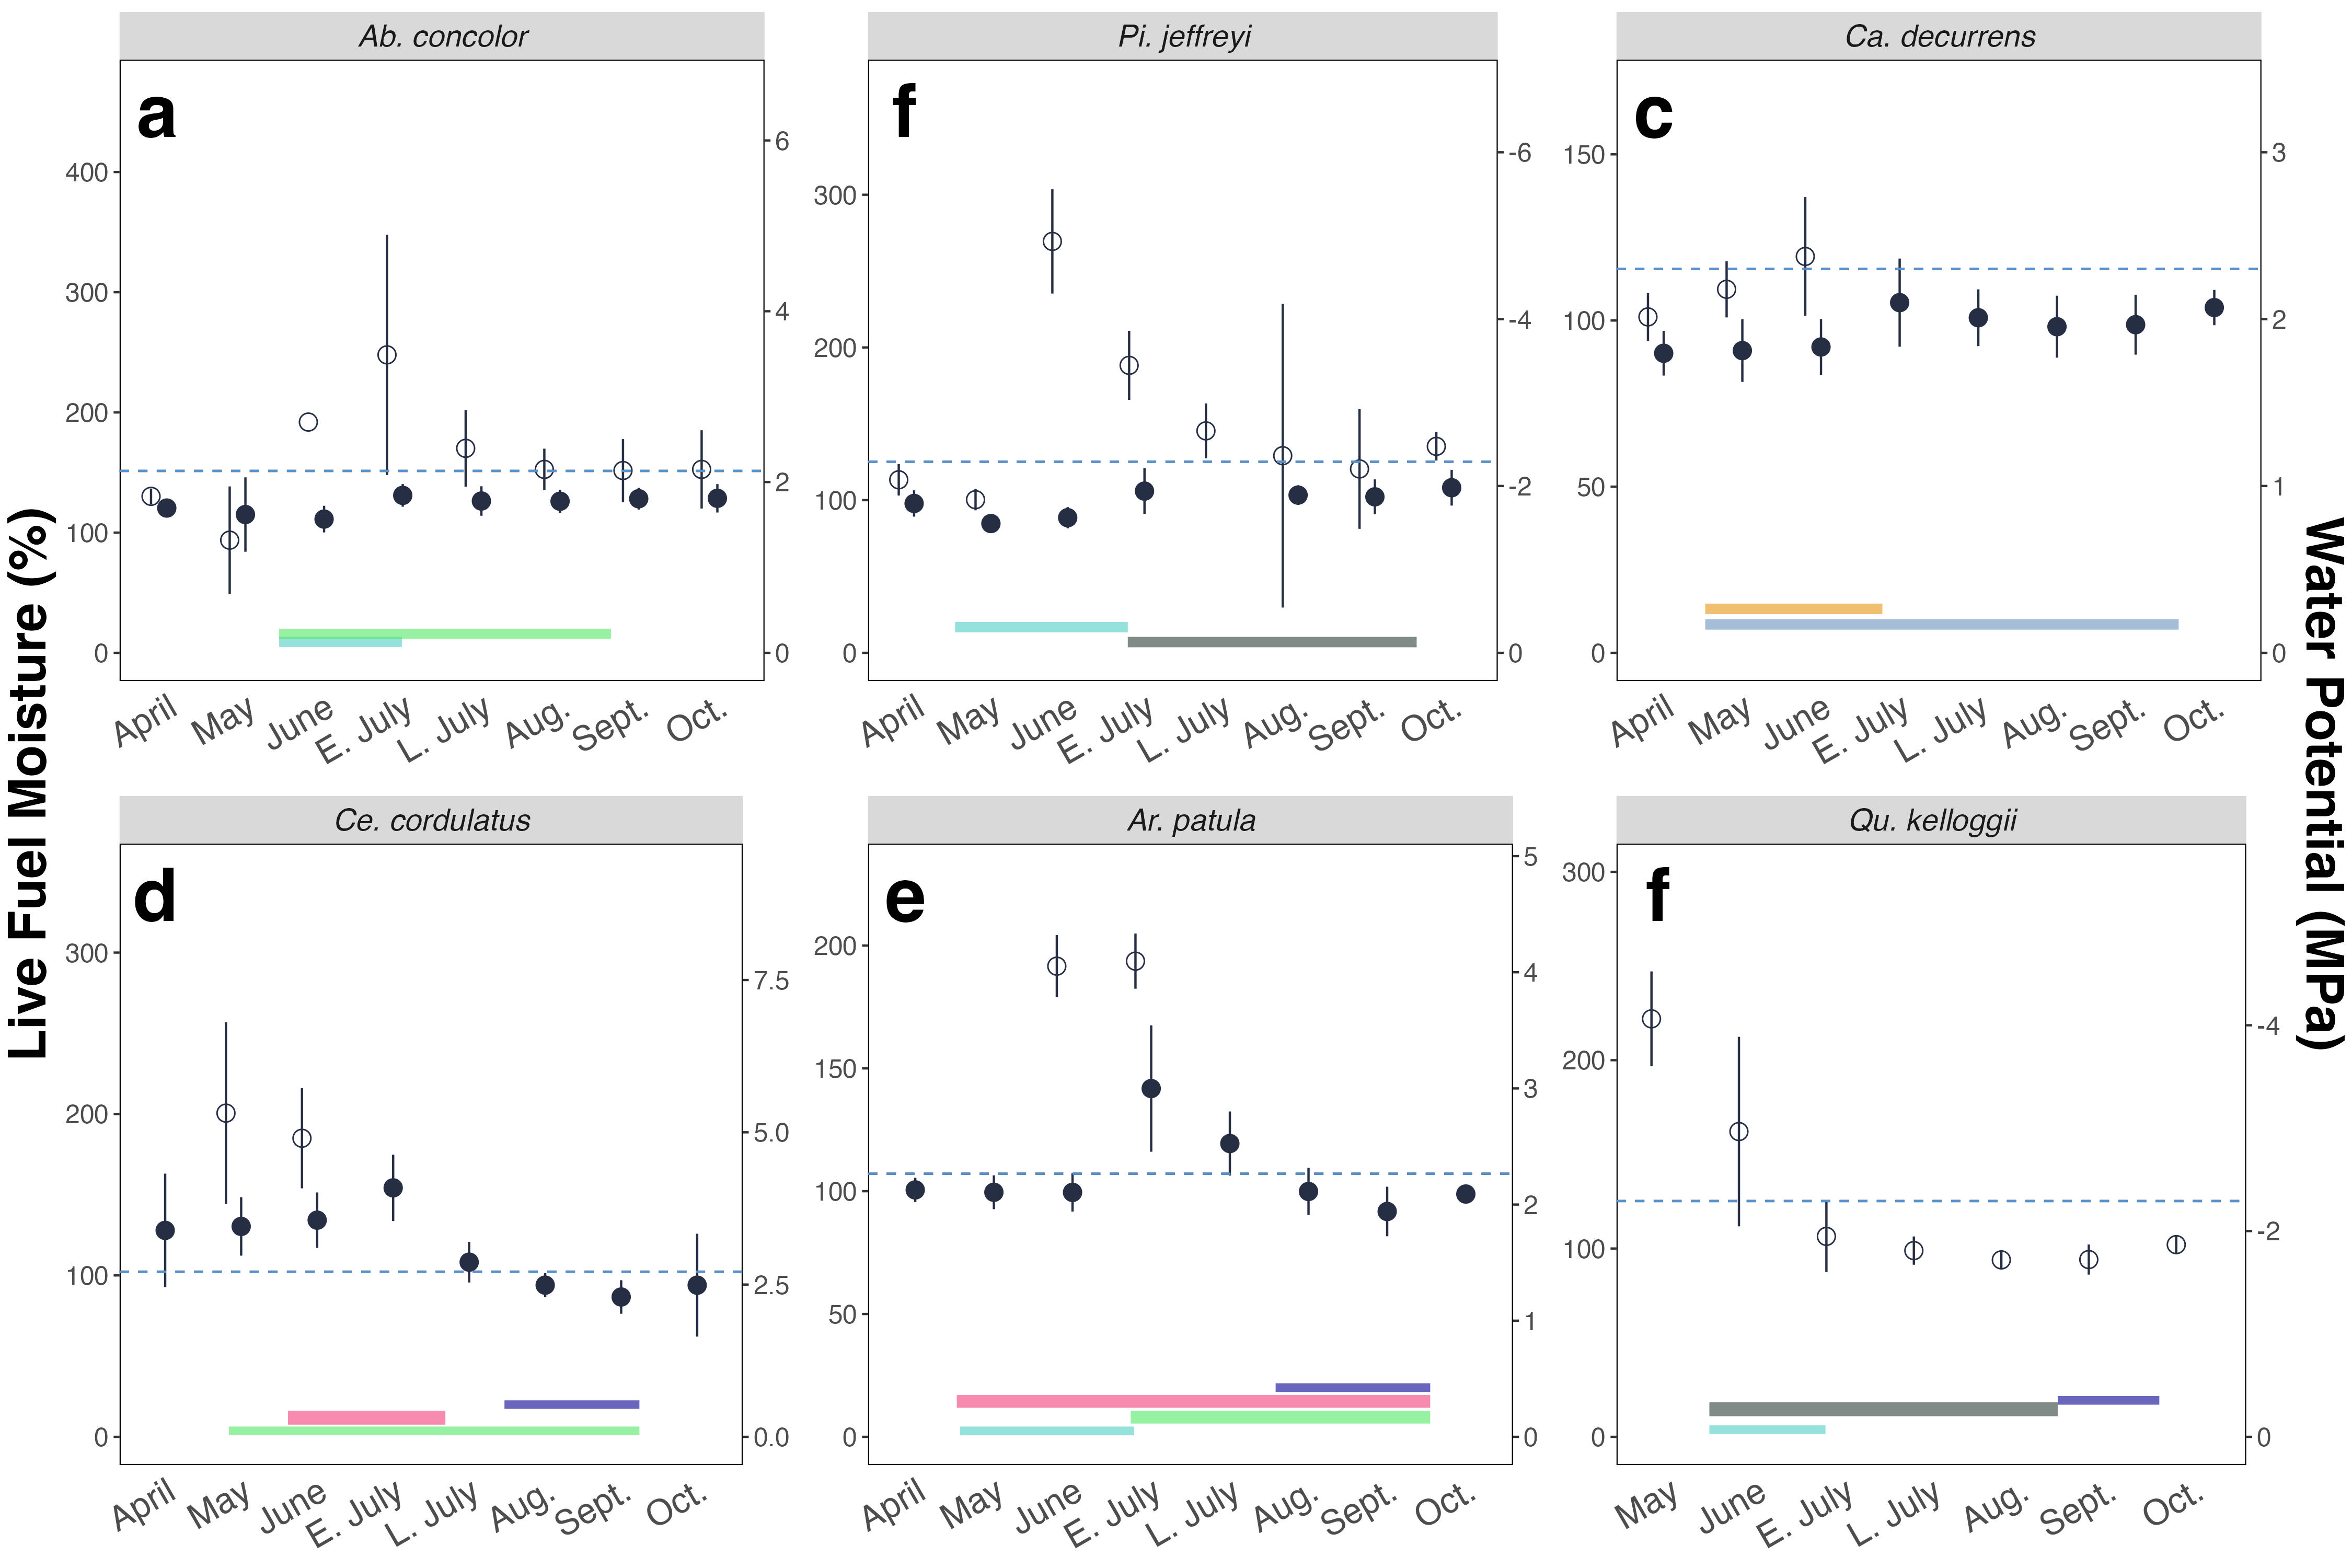 Live Fuel Moisture (%)
Ab. concolor
a
400
300
200
100
0
6
4
2
0
April May June E. July L. July Aug. Sept. Oct.
Pi. jeffreyi
f
300
200
100
0
-6
-4
-2
0
April May June E. July L. July Aug. Sept. Oct.
Ca. decurrens
c
150
100
50
0
3
2
1
0
April May June E. July L. July Aug. Sept. Oct.
Ce. cordulatus
d
300
200
100
0
7.5
5.0
2.5
0.0
April May June E. July L. July Aug. Sept. Oct.
Ar. patula
e
200
150
100
50
0
5
4
3
2
1
0
April May June E. July L. July Aug. Sept. Oct.
Qu. kelloggii
f
300
200
100
0
-4
-2
0
May June E. July L. July Aug. Sept. Oct.
Water Potential (MPa)